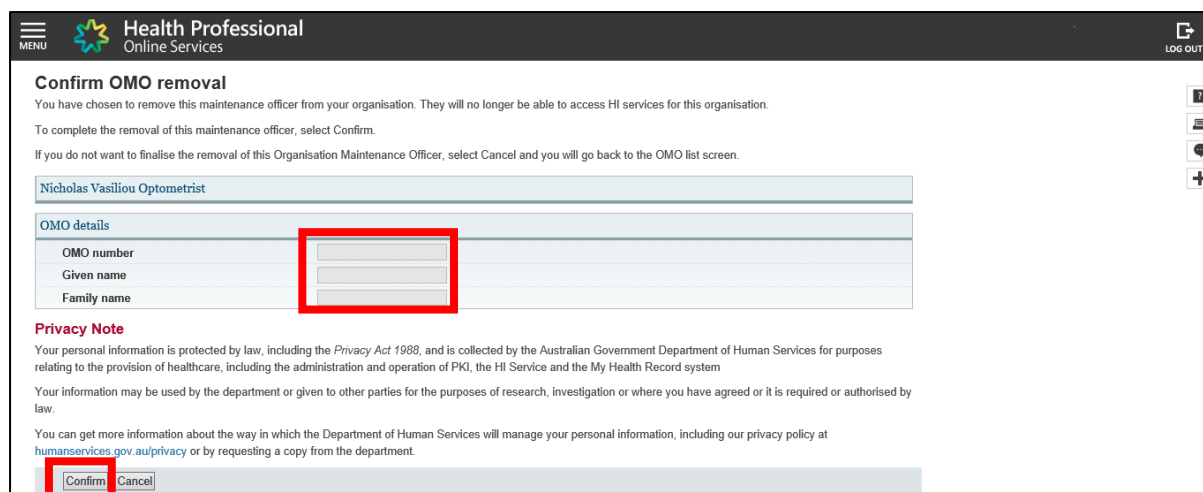 Health Professional
Online Services
MENU
LOG OUT
Confirm OMO removal
You have chosen to remove this maintenance officer from your organisation. They will no longer be able to access HI services for this organisation.
To complete the removal of this maintenance officer, select Confirm.
If you do not want to finalise the removal of this Organisation Maintenance Officer, select Cancel and you will go back to the OMO list screen.
Nicholas Vasiliou Optometrist
OMO details
OMO number
Given name
Family name
Privacy Note
Your personal information is protected by law, including the Privacy Act 1988, and is collected by the Australian Government Department of Human Services for purposes
relating to the provision of healthcare, including the administration and operation of PKI, the HI Service and the My Health Record system
Your information may be used by the department or given to other parties for the purposes of research, investigation or where you have agreed or it is required or authorised by
law.
You can get more information about the way in which the Department of Human Services will manage your personal information, including our privacy policy at
humanservices.gov.au/privacy or by requesting a copy from the department.
Confirm Cancel